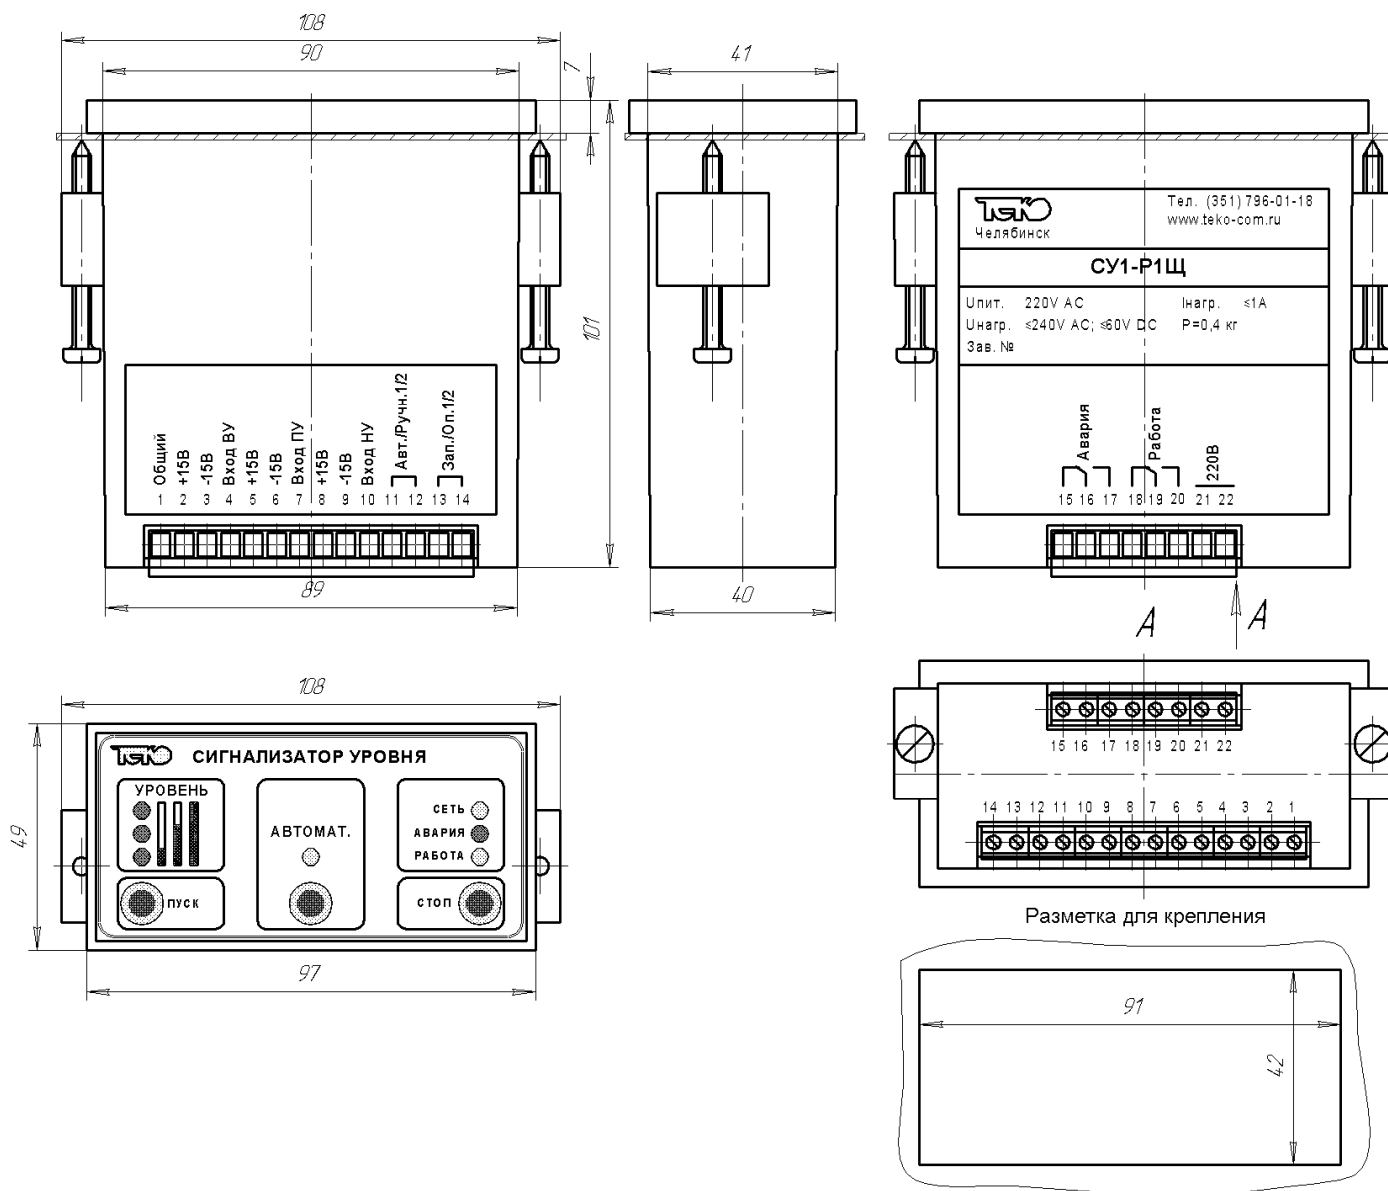 108
90
7
41
101
Общий
+15В
-15В
Вход ВУ
+15В
-15В
Вход ПУ
+15В
-15В
Вход НУ
Авт./Ручн.1/2
Зап./Оп.1/2
1 2 3 4 5 6 7 8 9 10 11 12 13 14
89
40
ТЕКО
Челябинск
Тел. (351) 796-01-18
www.teko-com.ru
СУ1-Р1Щ
Uпит. 220V AC Iнагр. ≤1А
Uнагр. ≤240V AC; ≤60V DC Р=0,4 кг
Зав. №
Авария
Работа
220В
15 16 17 18 19 20 21 22
А
А
108
49
ТЕКО СИГНАЛИЗАТОР УРОВНЯ
УРОВЕНЬ
АВТОМАТ.
СЕТЬ
АВАРИЯ
РАБОТА
ПУСК
СТОП
97
15 16 17 18 19 20 21 22
14 13 12 11 10 9 8 7 6 5 4 3 2 1
Разметка для крепления
91
42